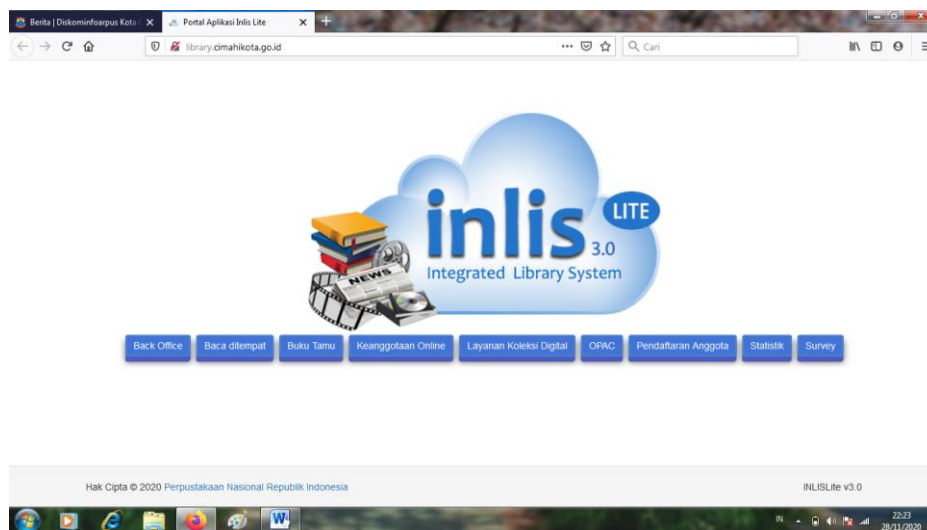 Berita | Diskominfoarpus Kota
Portal Aplikasi Inlis Lite
library.cimahikota.go.id
Cari
inlis
LITE
3.0
Integrated Library System
NEWS
Back Office
Baca ditempat
Buku Tamu
Keanggotaan Online
Layanan Koleksi Digital
OPAC
Pendaftaran Anggota
Statistik
Survey
Hak Cipta © 2020 Perpustakaan Nasional Republik Indonesia
INLISLite v3.0
IN
22:23
28/11/2020